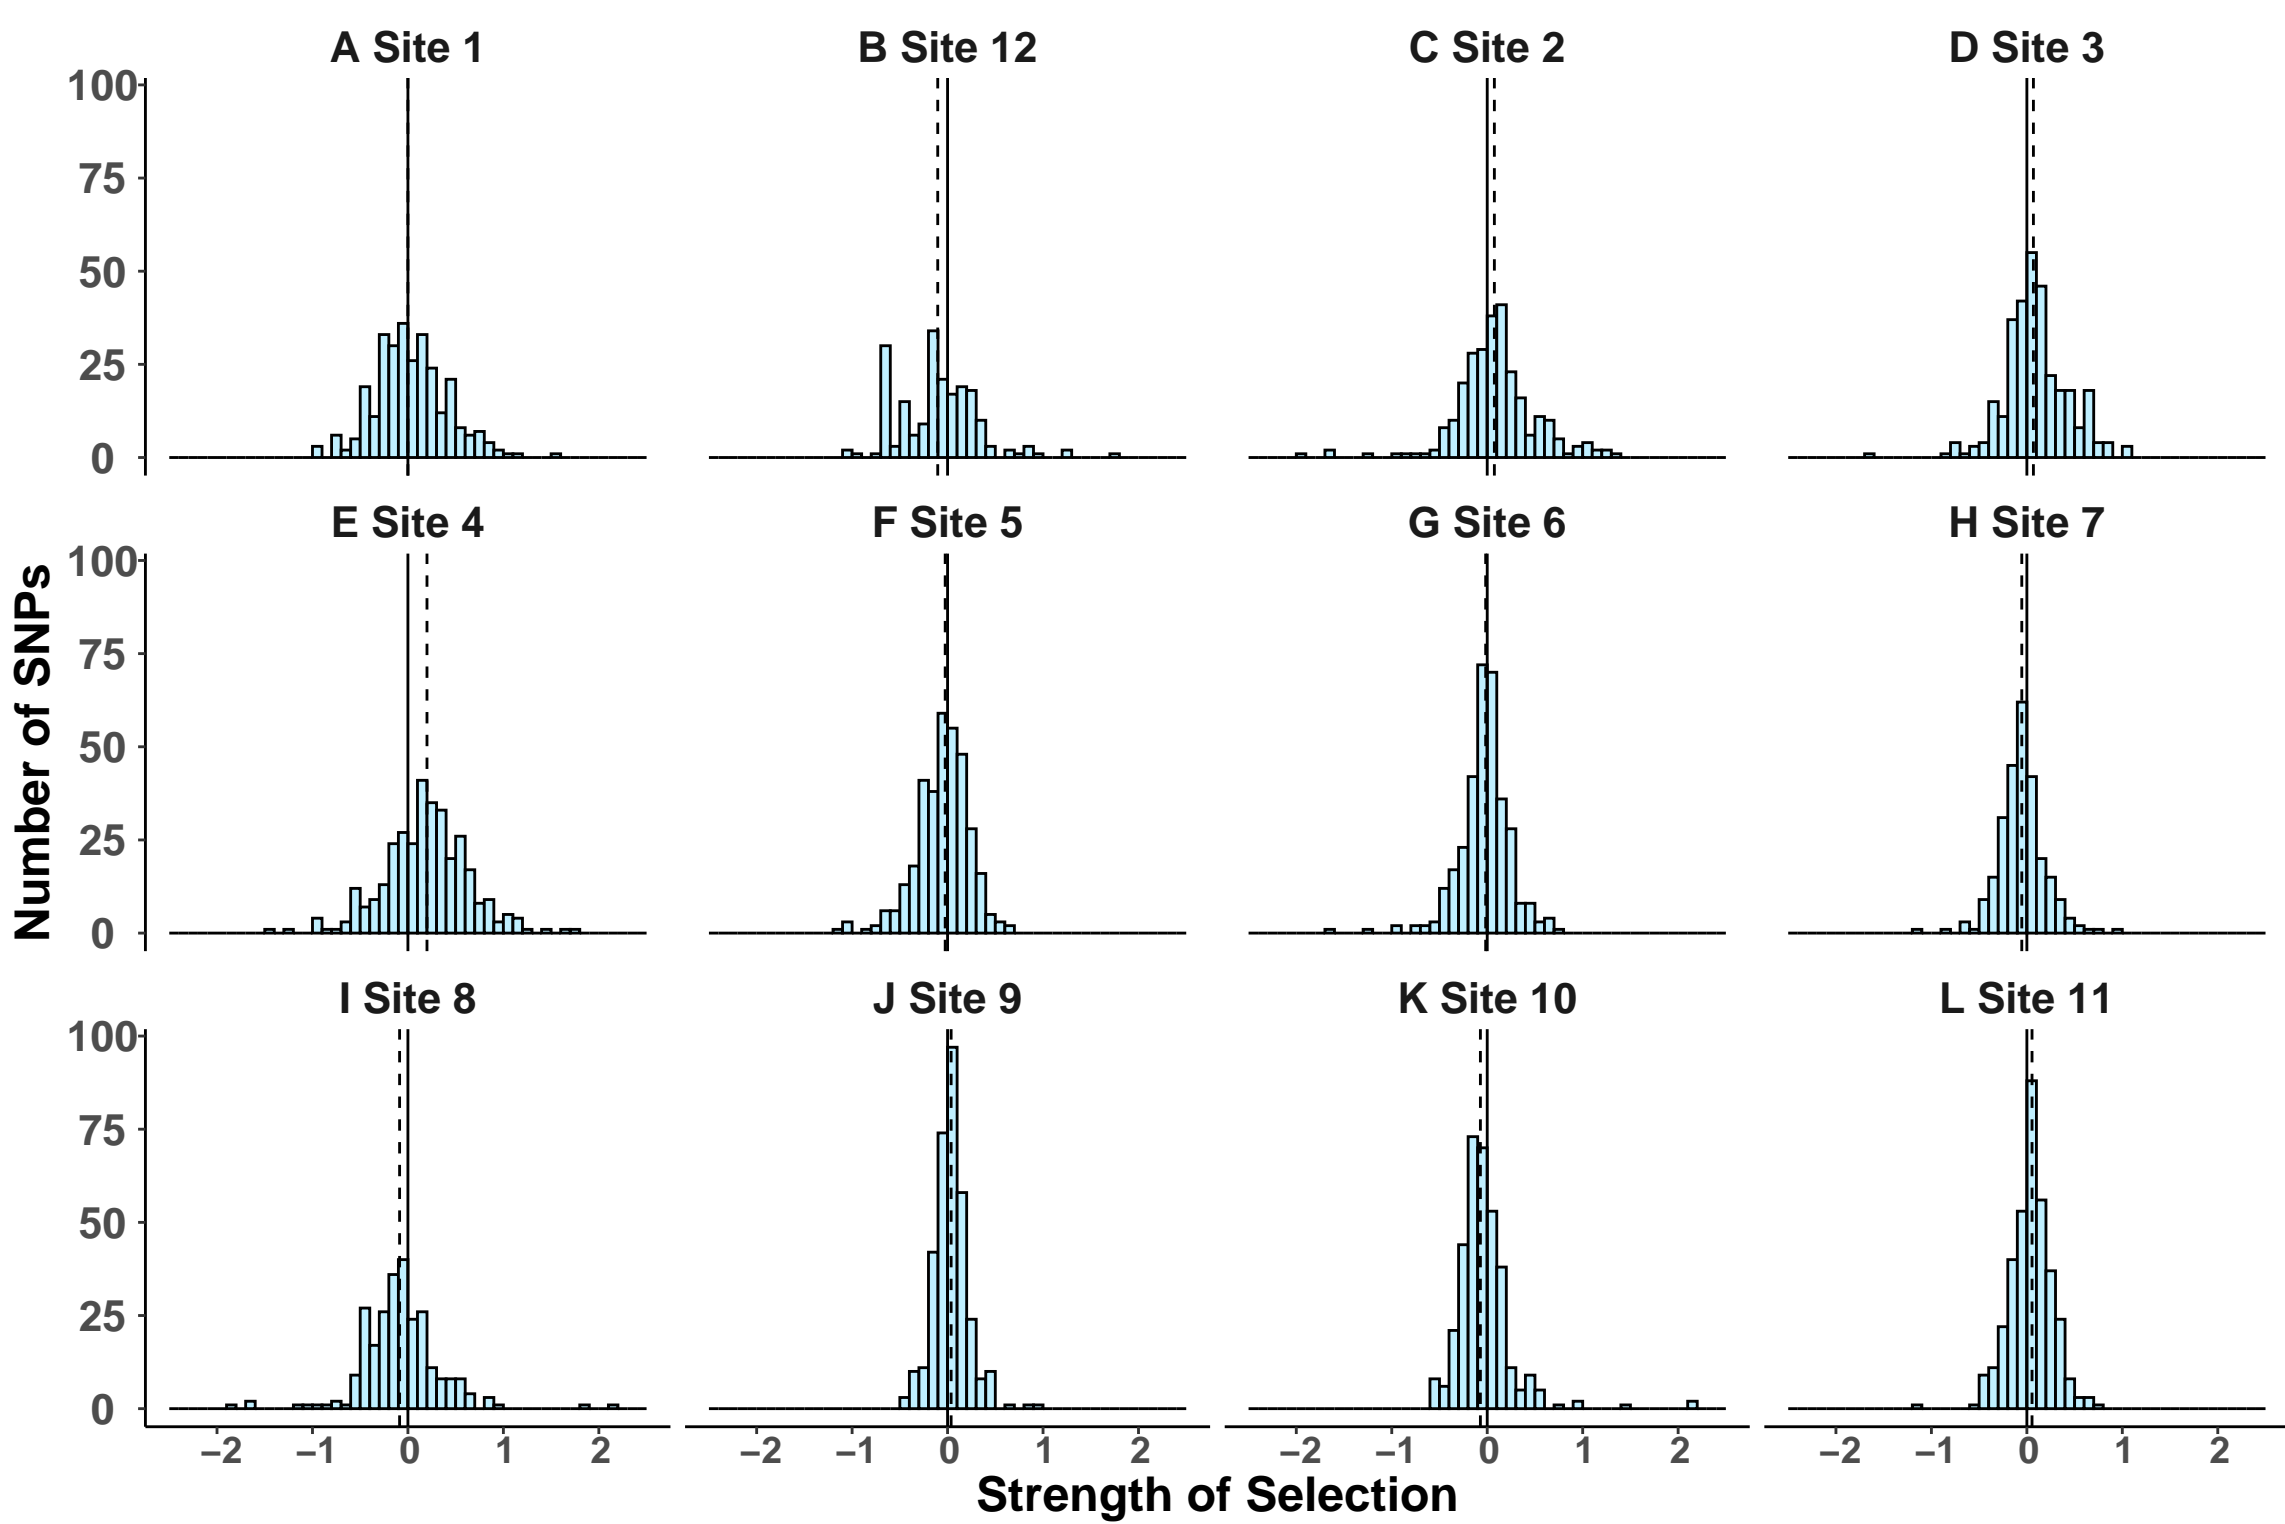 A Site 1
B Site 12
C Site 2
D Site 3
100
75
50
25
0
E Site 4
F Site 5
G Site 6
H Site 7
Number of SNPs
100
75
50
25
0
I Site 8
J Site 9
K Site 10
L Site 11
100
75
50
25
0
−2 −1 0 1 2
−2 −1 0 1 2
−2 −1 0 1 2
−2 −1 0 1 2
Strength of Selection